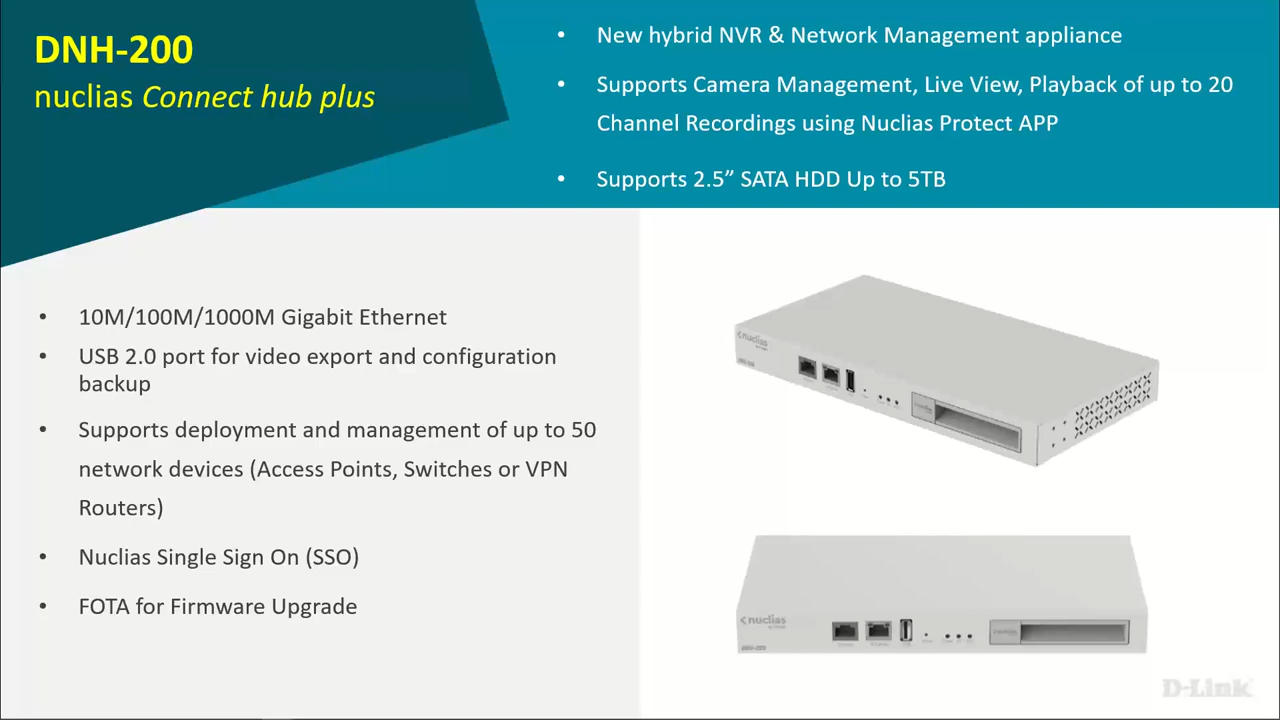 DNH-200
nuclias Connect hub plus
• New hybrid NVR & Network Management appliance
• Supports Camera Management, Live View, Playback of up to 20
Channel Recordings using Nuclias Protect APP
• Supports 2.5” SATA HDD Up to 5TB
• 10M/100M/1000M Gigabit Ethernet
• USB 2.0 port for video export and configuration
backup
• Supports deployment and management of up to 50
network devices (Access Points, Switches or VPN
Routers)
• Nuclias Single Sign On (SSO)
• FOTA for Firmware Upgrade
nuclias
nuclias
DNH-200
D-Link